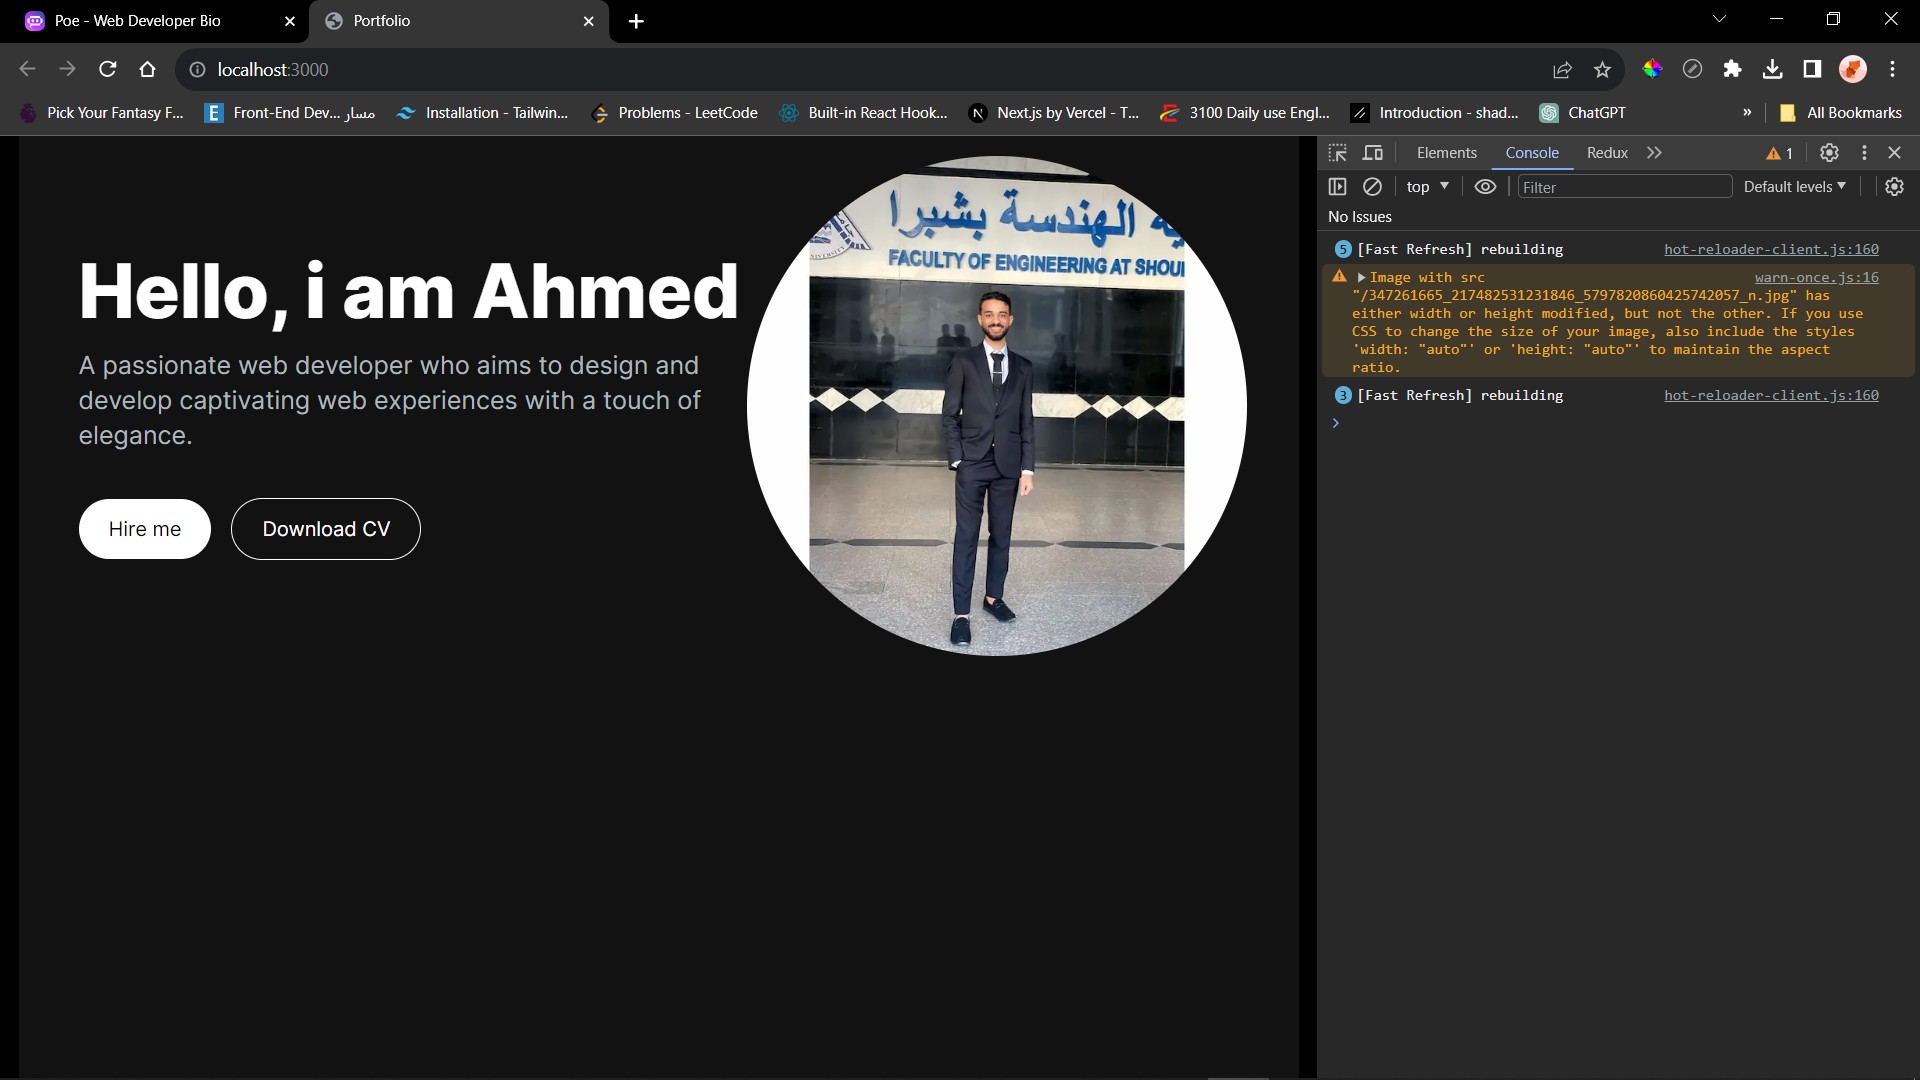 Poe - Web Developer Bio
Portfolio
localhost:3000
Pick Your Fantasy F...
Front-End Dev... مسار
Installation - Tailwin...
Problems - LeetCode
Built-in React Hook...
Next.js by Vercel - T...
3100 Daily use Engl...
Introduction - shad...
ChatGPT
»
All Bookmarks
Hello, i am Ahmed
A passionate web developer who aims to design and
develop captivating web experiences with a touch of
elegance.
Hire me
Download CV
الهندسة بشبرا
FACULTY OF ENGINEERING AT SHOU
Elements
Console
Redux
1
top
Filter
Default levels
No Issues
5 [Fast Refresh] rebuilding hot-reloader-client.js:160
Image with src warn-once.js:16
"/347261665_217482531231846_5797820860425742057_n.jpg" has
either width or height modified, but not the other. If you use
CSS to change the size of your image, also include the styles
'width: "auto"' or 'height: "auto"' to maintain the aspect
ratio.
3 [Fast Refresh] rebuilding hot-reloader-client.js:160